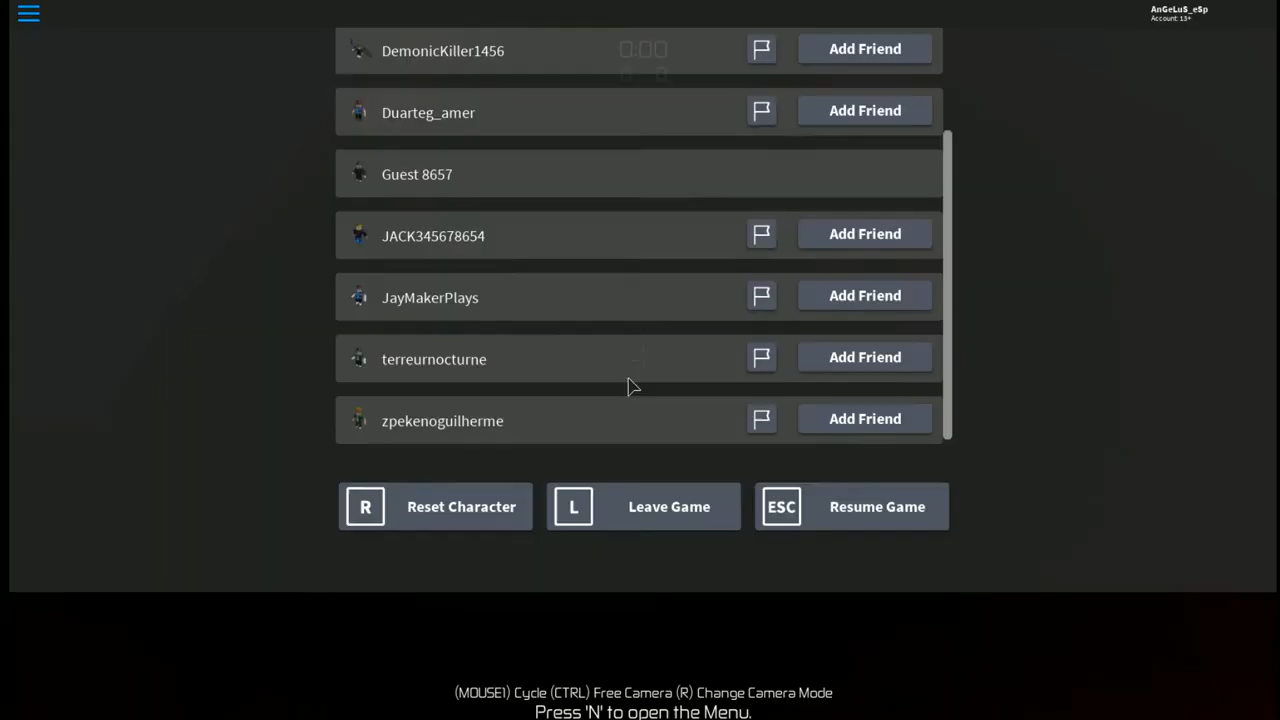 AnGeLuS_eSp
Account: 13+
DemonicKiller1456
0:00
Add Friend
Duarteg_amer
Add Friend
Guest 8657
JACK345678654
Add Friend
JayMakerPlays
Add Friend
terreurnocturne
Add Friend
zpekenoguilherme
Add Friend
R Reset Character
L Leave Game
ESC Resume Game
(MOUSE1) Cycle (CTRL) Free Camera (R) Change Camera Mode
Press 'N' to open the Menu.